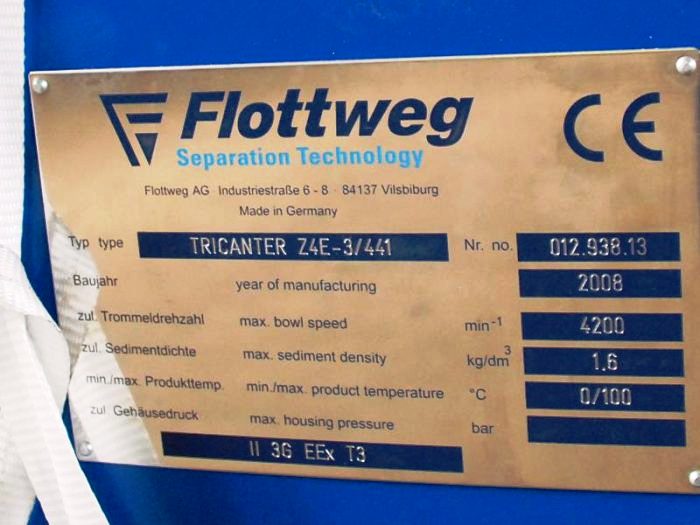 Flottweg CE
Separation Technology
Flottweg AG · Industriestraße 6 - 8 · 84137 Vilsbiburg
Made in Germany
Typ type TRICANTER Z4E-3/441 Nr. no. 012.938.13
Baujahr year of manufacturing 2008
zul. Trommeldrehzahl max. bowl speed min-1 4200
zul. Sedimentdichte max. sediment density kg/dm3 1.6
min./max. Produkttemp. min./max. product temperature °C 0/100
zul. Gehäusedruck max. housing pressure bar
II 3G EEx T3